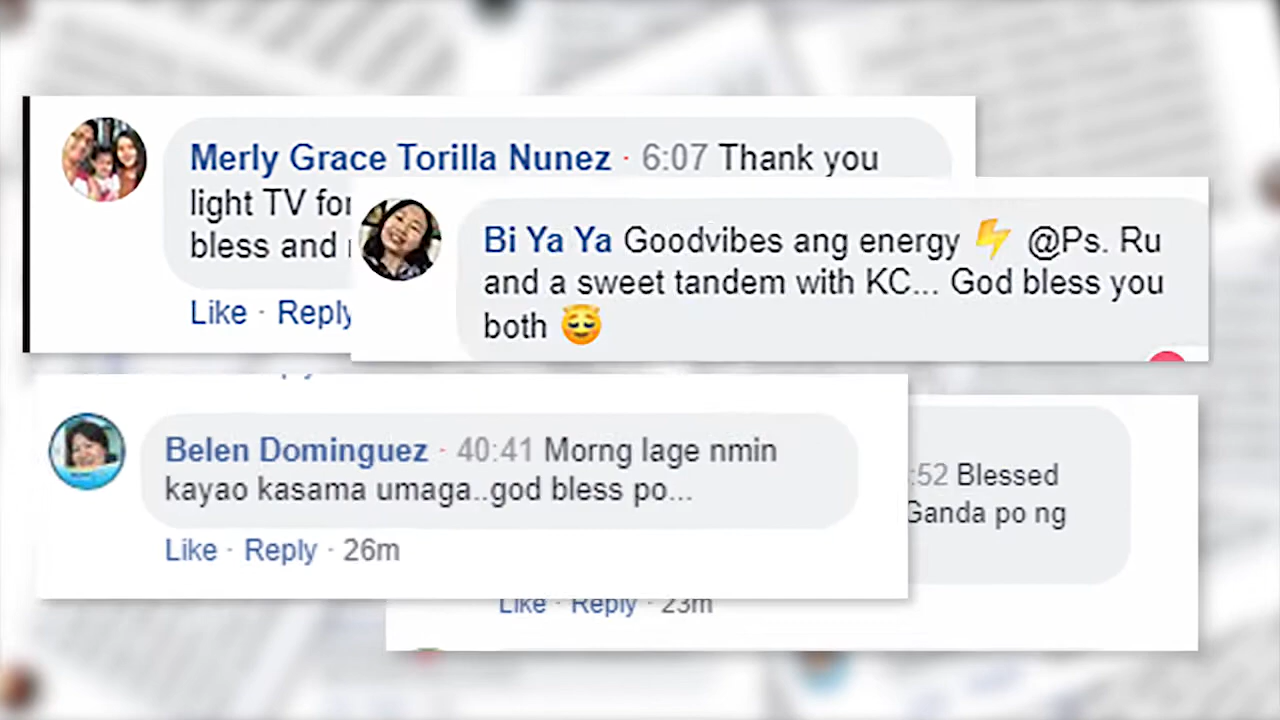 Merly Grace Torilla Nunez · 6:07 Thank you
light TV for
bless and
Like · Reply
Bi Ya Ya Goodvibes ang energy ⚡ @Ps. Ru
and a sweet tandem with KC... God bless you
both 😇
Belen Dominguez · 40:41 Morng lage nmin
kayao kasama umaga..god bless po...
Like · Reply · 26m
:52 Blessed
Ganda po ng
Like · Reply · 23m